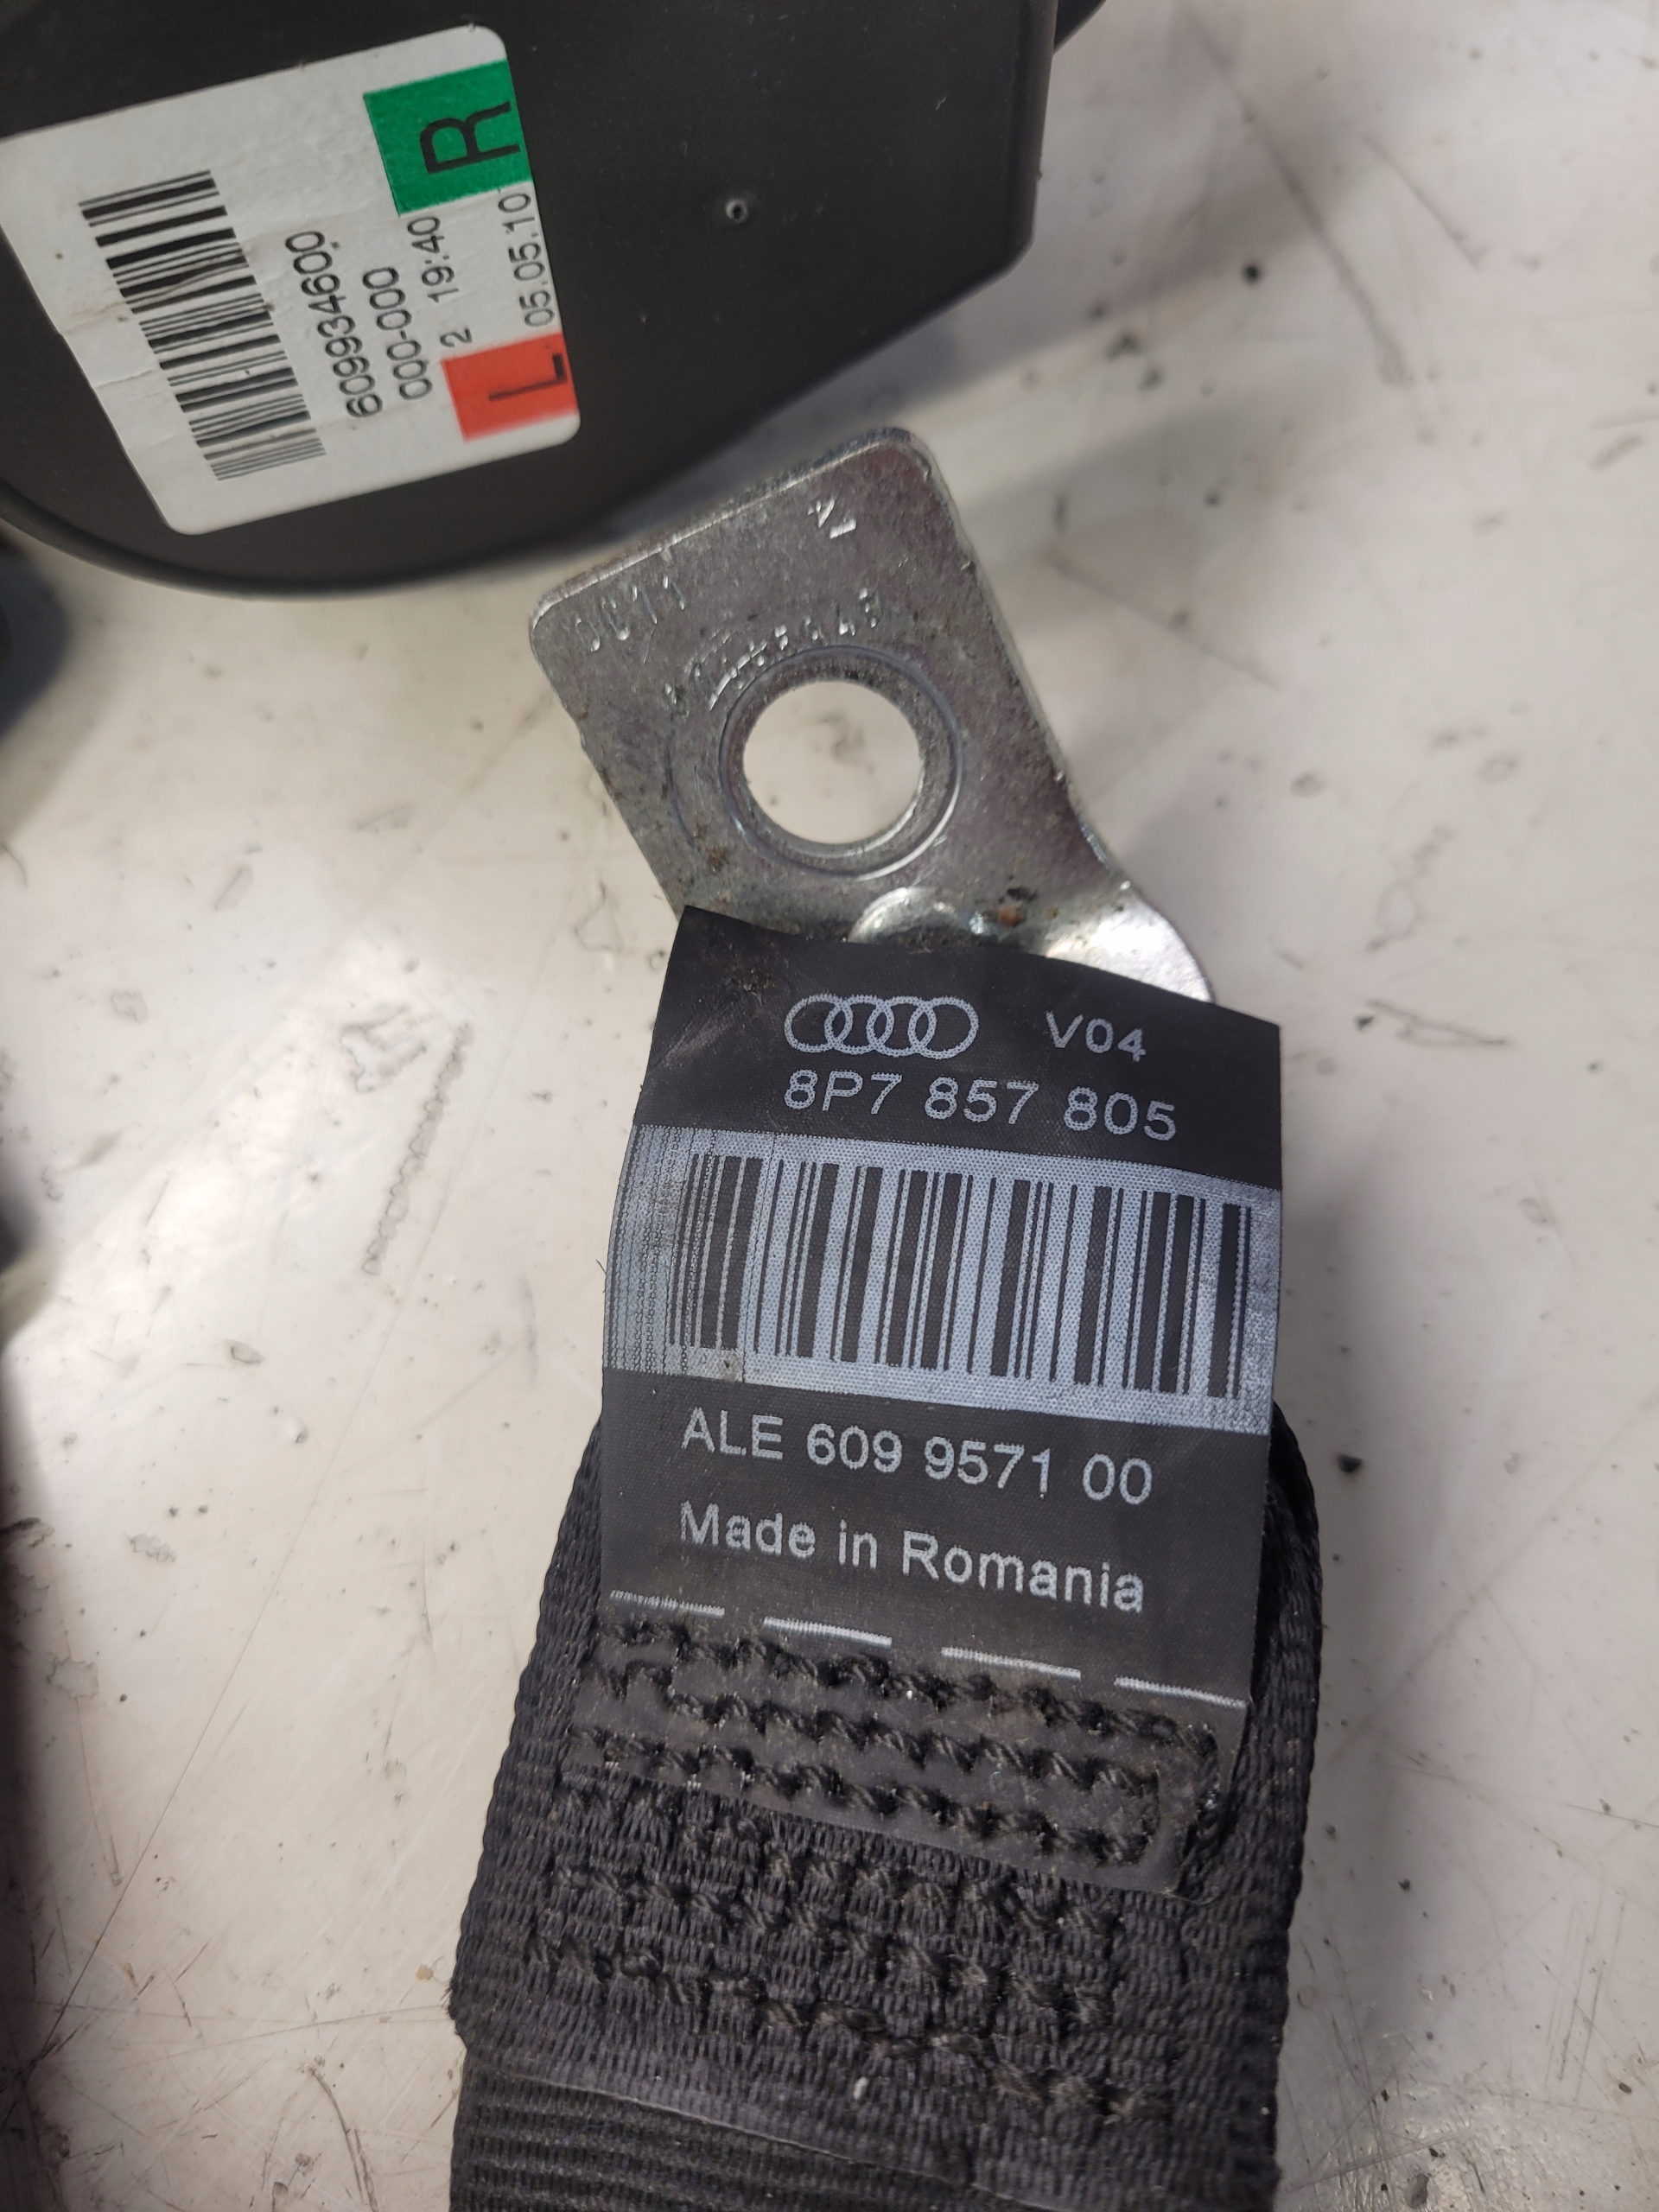 R
L
05.05.10
2 19:40
000-000
609934600
V04
8P7 857 805
ALE 609 9571 00
Made in Romania